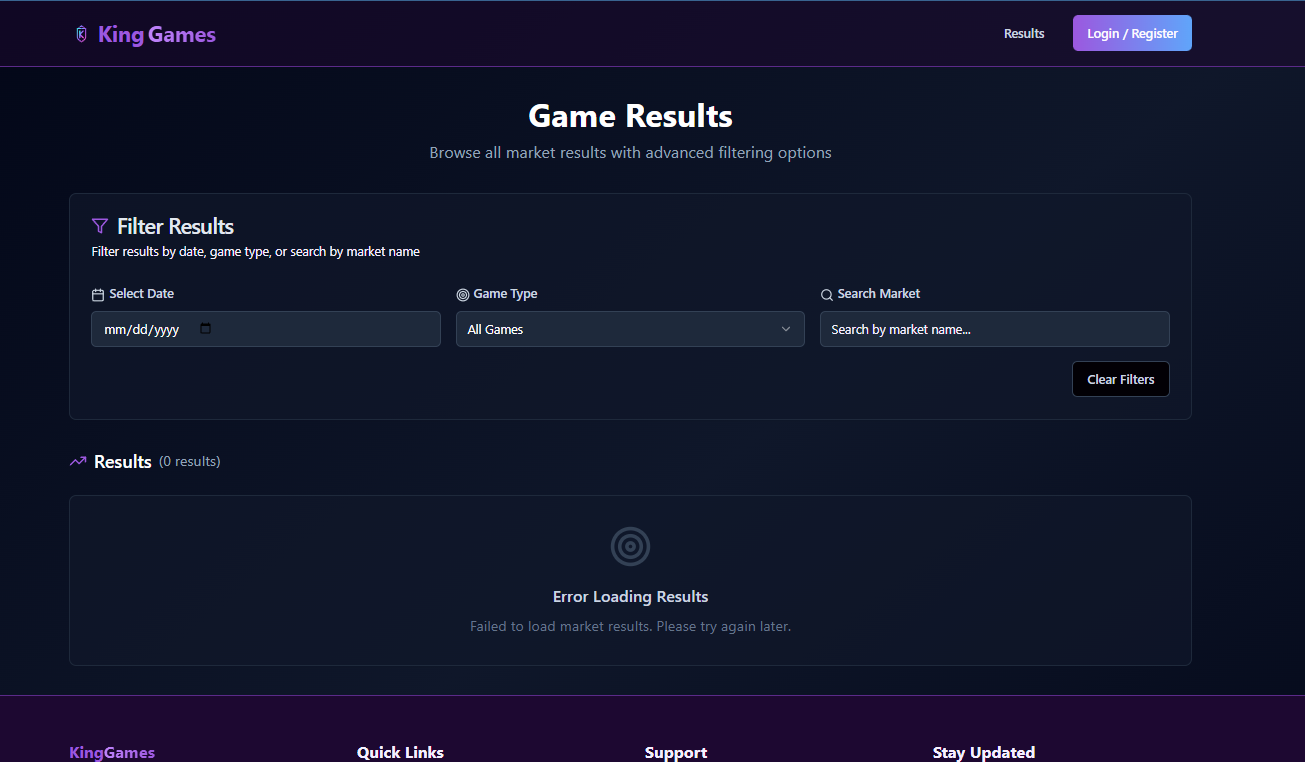 King Games
Results
Login / Register
Game Results
Browse all market results with advanced filtering options
Filter Results
Filter results by date, game type, or search by market name
Select Date
Game Type
Search Market
mm/dd/yyyy
All Games
Search by market name...
Clear Filters
Results (0 results)
Error Loading Results
Failed to load market results. Please try again later.
KingGames
Quick Links
Support
Stay Updated